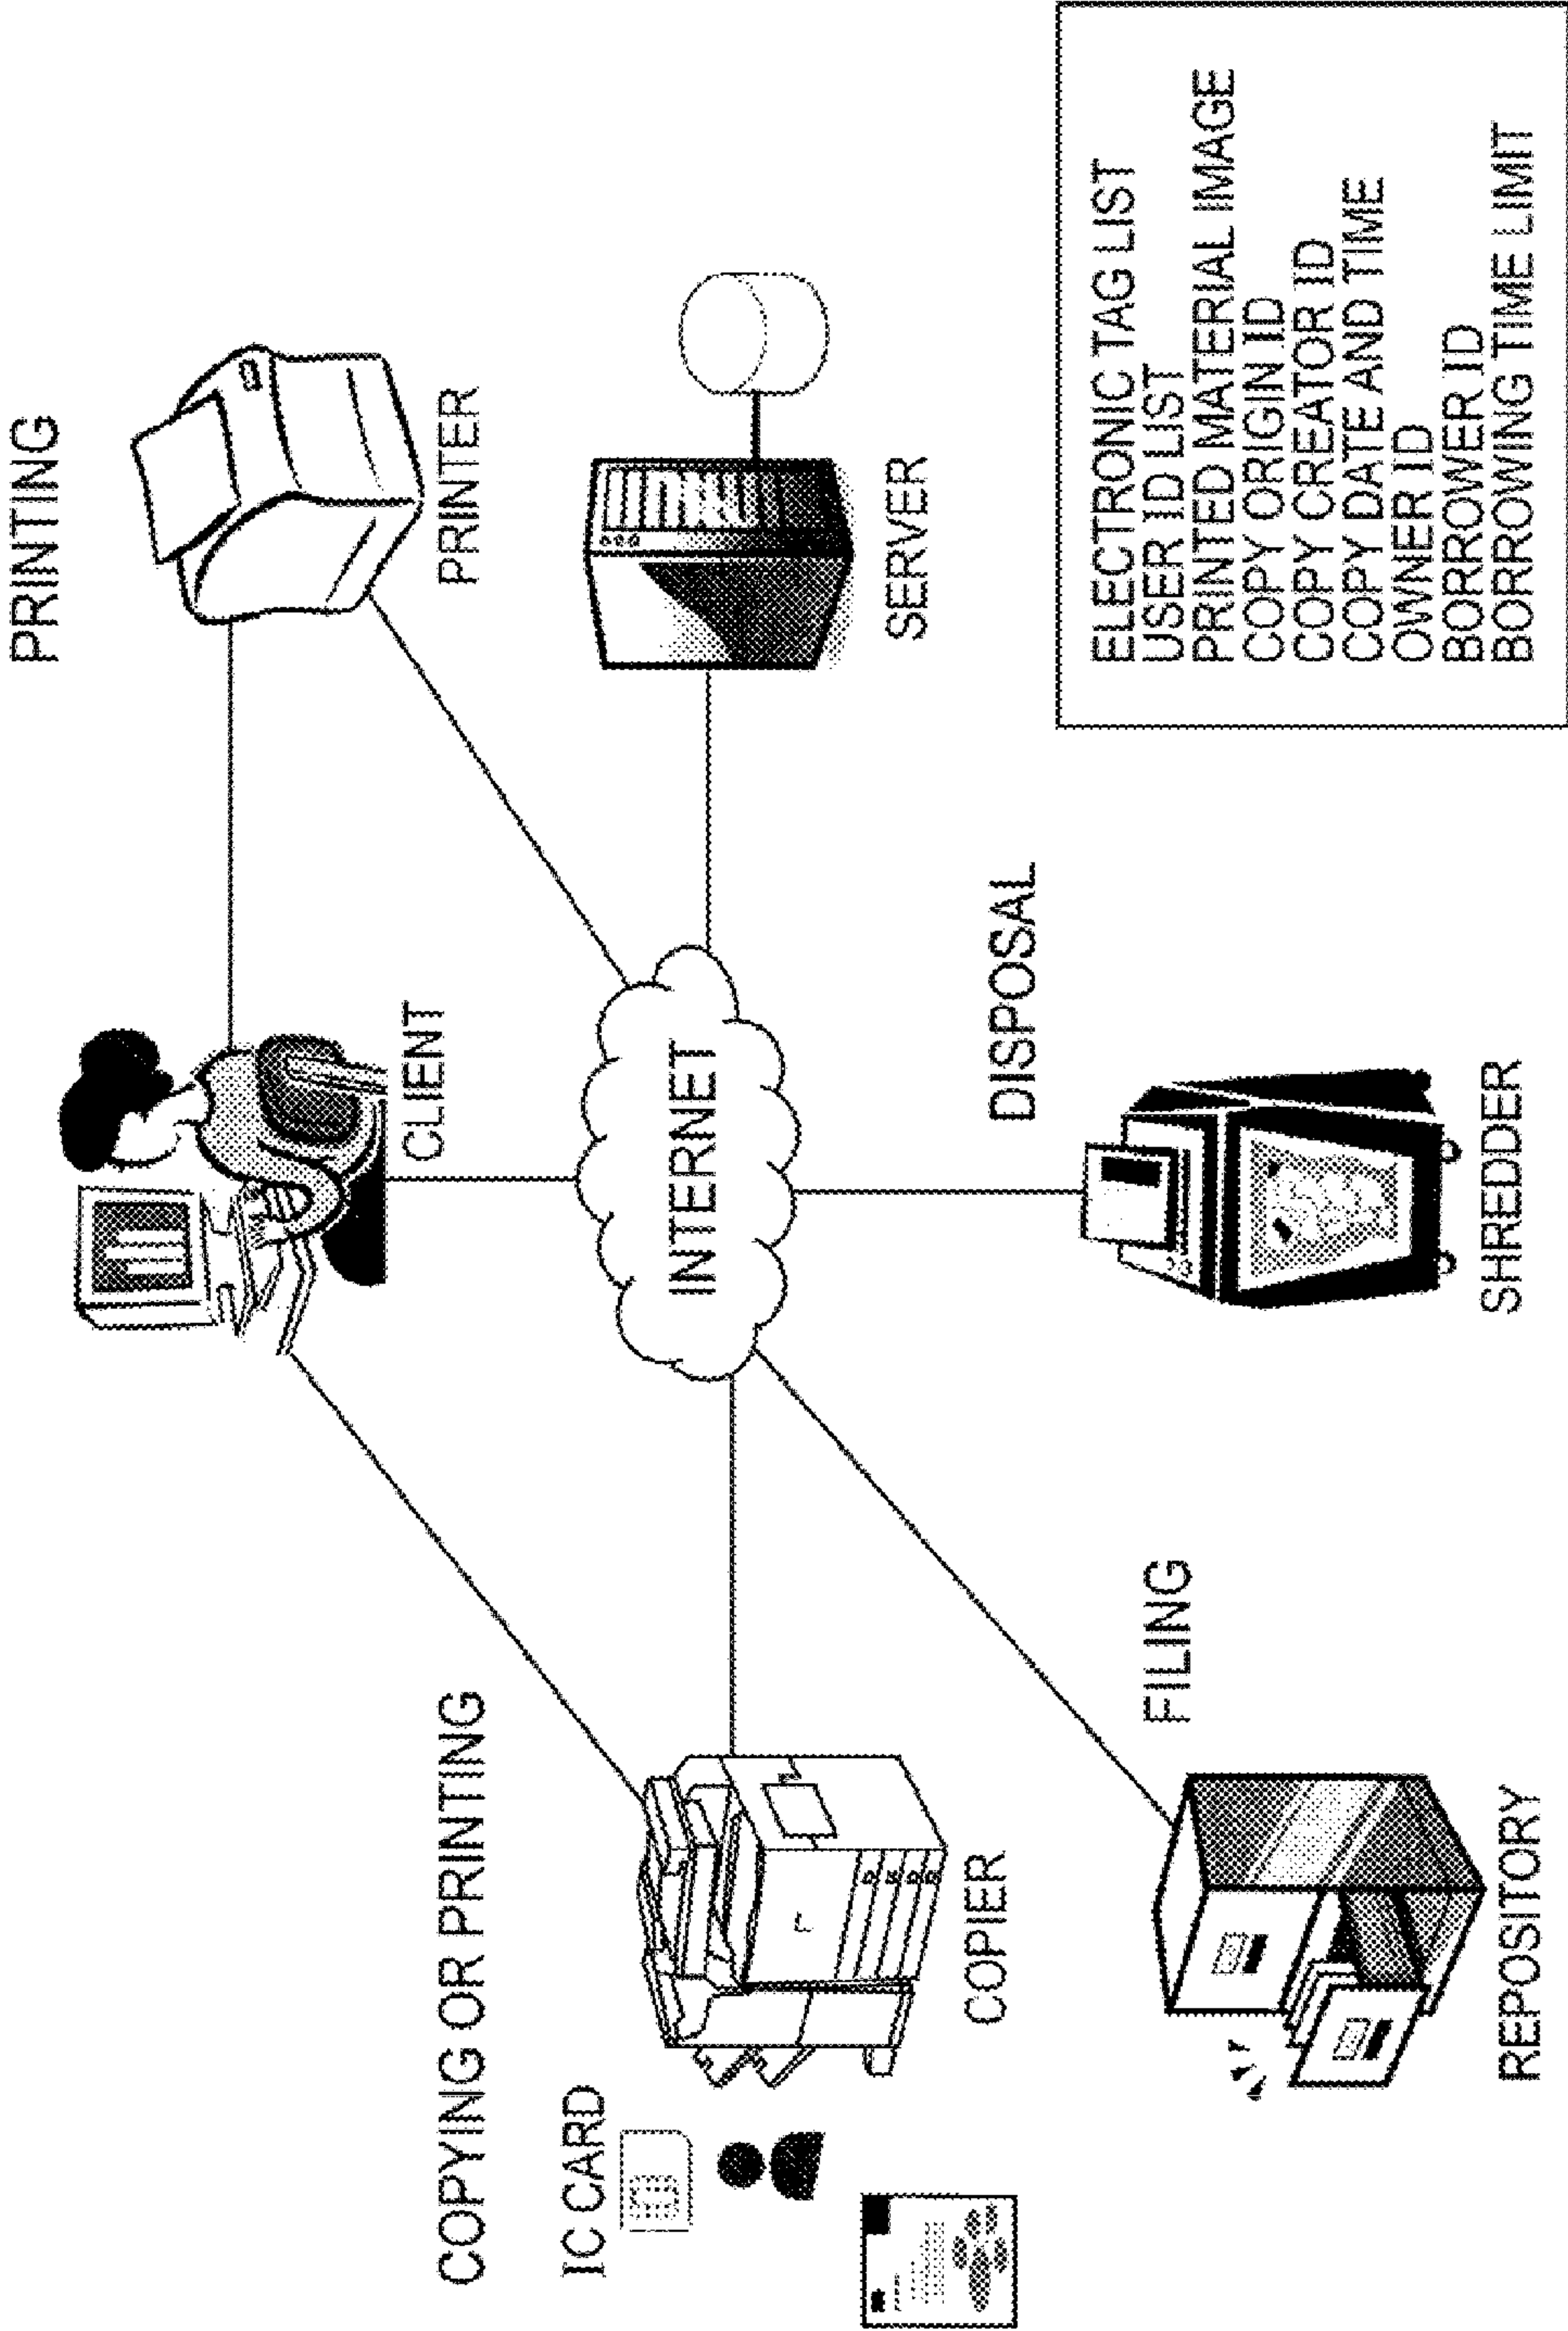 PRINTING
COPYING OR PRINTING
PRINTER
CLIENT
IC CARD
SERVER
INTERNET
COPIER
DISPOSAL
FILING
SHREDDER
REPOSITORY
ELECTRONIC TAG LIST
USER ID LIST
PRINTED MATERIAL IMAGE
COPY ORIGIN ID
COPY CREATOR ID
COPY DATE AND TIME
OWNER ID
BORROWER ID
BORROWING TIME LIMIT